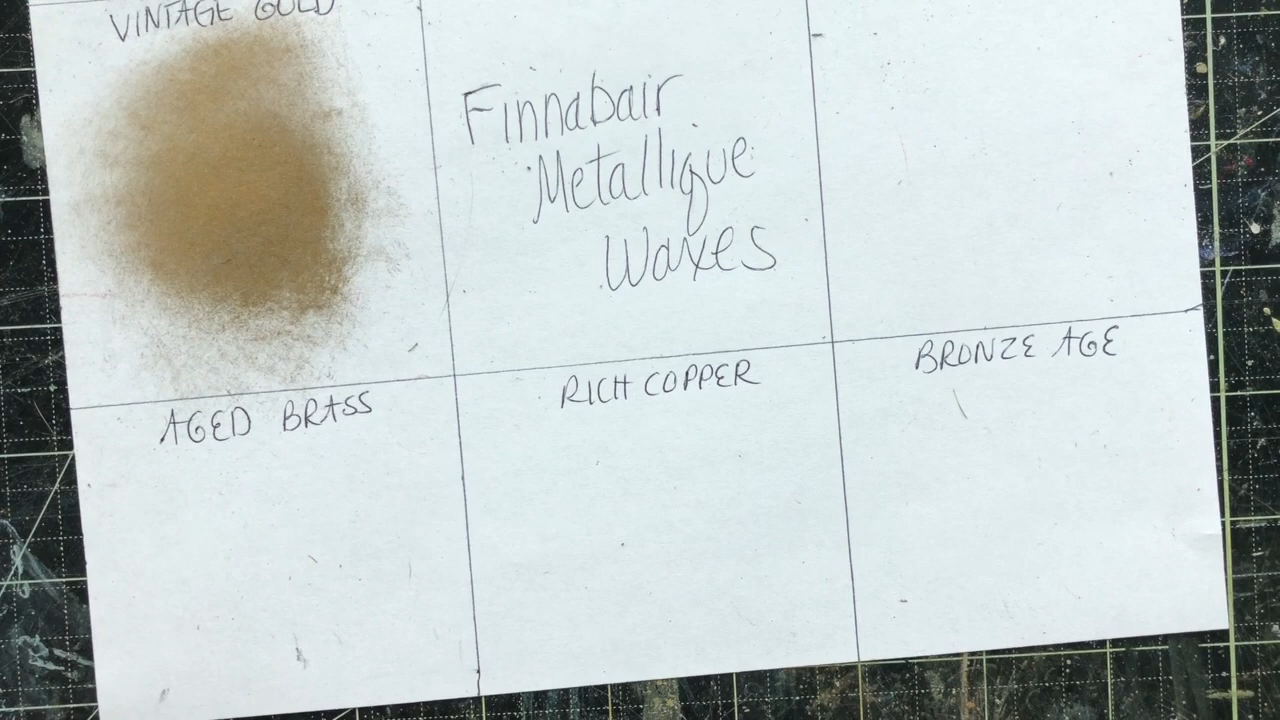 VINTAGE GOLD
Finnabair
Metallique
Waxes
AGED BRASS
RICH COPPER
BRONZE AGE